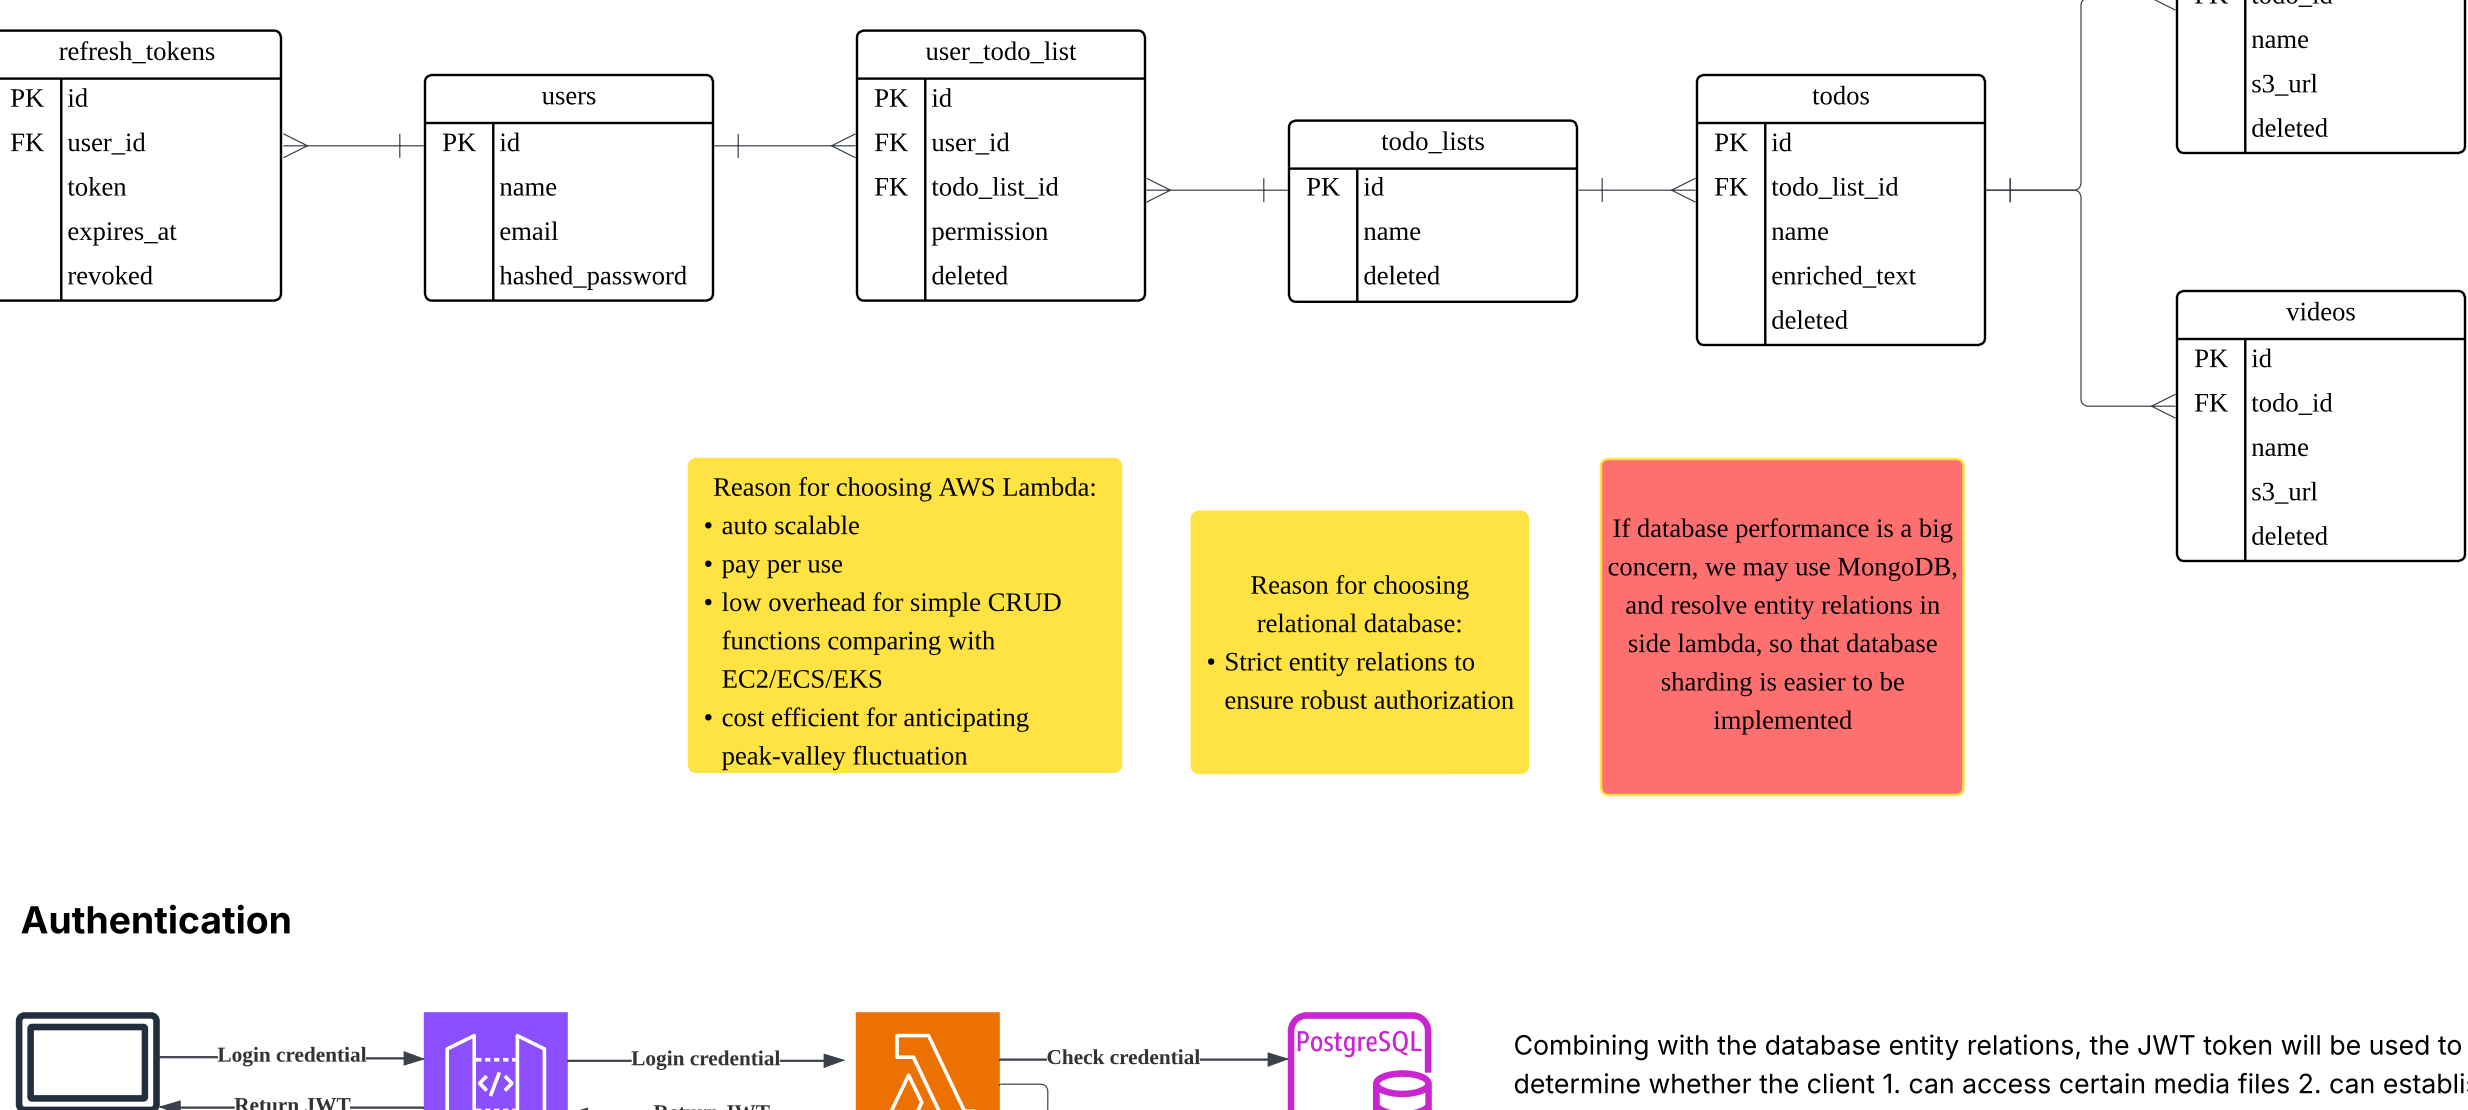 refresh_tokens
PK id
FK user_id
token
expires_at
revoked
users
PK id
name
email
hashed_password
user_todo_list
PK id
FK user_id
FK todo_list_id
permission
deleted
todo_lists
PK id
name
deleted
todos
PK id
FK todo_list_id
name
enriched_text
deleted
FK todo_id
name
s3_url
deleted
videos
PK id
FK todo_id
name
s3_url
deleted
Reason for choosing AWS Lambda:
• auto scalable
• pay per use
• low overhead for simple CRUD
functions comparing with
EC2/ECS/EKS
• cost efficient for anticipating
peak-valley fluctuation
Reason for choosing
relational database:
• Strict entity relations to
ensure robust authorization
If database performance is a big
concern, we may use MongoDB,
and resolve entity relations in
side lambda, so that database
sharding is easier to be
implemented
Authentication
Login credential
Return JWT
</>
Login credential
Return JWT
Check credential
PostgreSQL
Combining with the database entity relations, the JWT token will be used to
determine whether the client 1. can access certain media files 2. can establis